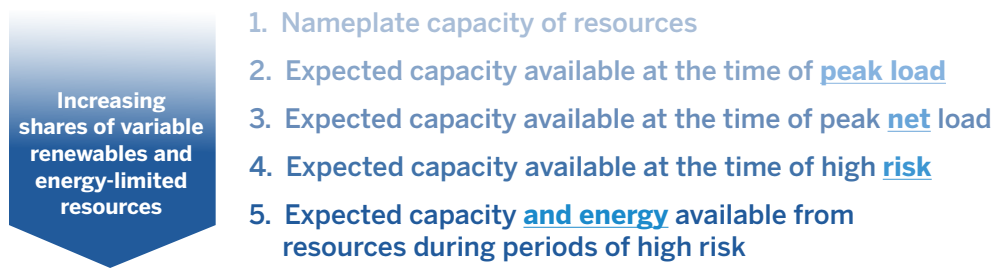 Increasing
shares of variable
renewables and
energy-limited
resources
1. Nameplate capacity of resources
2. Expected capacity available at the time of peak load
3. Expected capacity available at the time of peak net load
4. Expected capacity available at the time of high risk
5. Expected capacity and energy available from
resources during periods of high risk